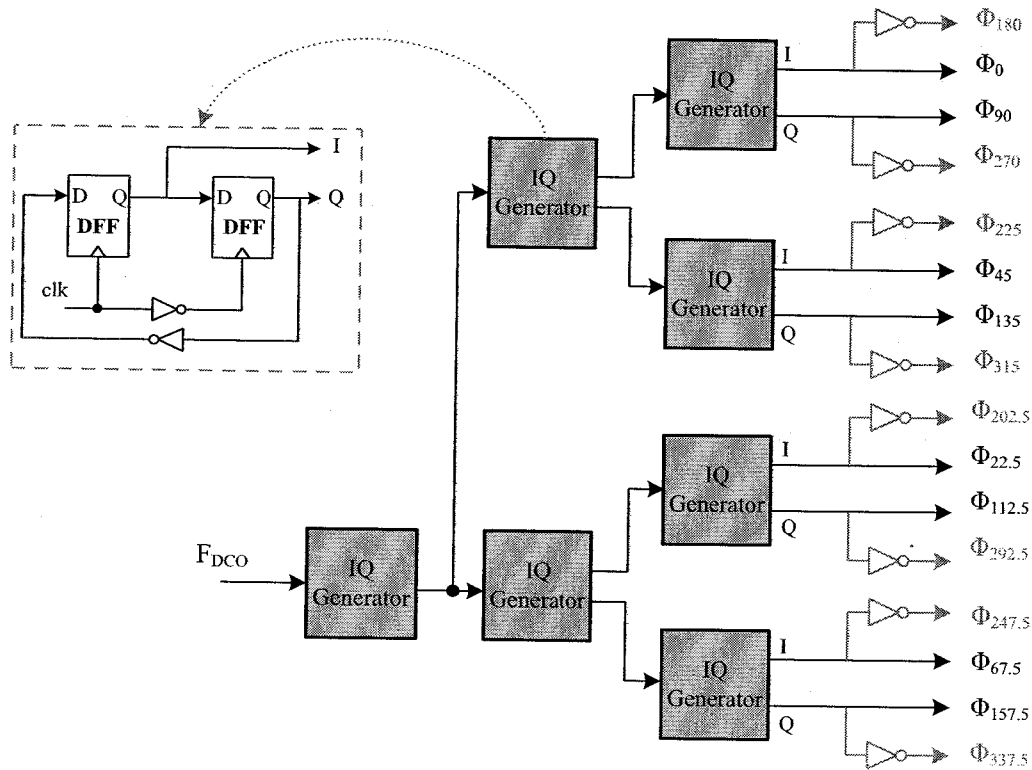 I
Q
D Q
DFF
D Q
DFF
clk
F_DCO
IQ
Generator
IQ
Generator
IQ
Generator
IQ
Generator
I
Q
IQ
Generator
I
Q
IQ
Generator
I
Q
IQ
Generator
I
Q
Φ180
Φ0
Φ90
Φ270
Φ225
Φ45
Φ135
Φ315
Φ202.5
Φ22.5
Φ112.5
Φ292.5
Φ247.5
Φ67.5
Φ157.5
Φ337.5